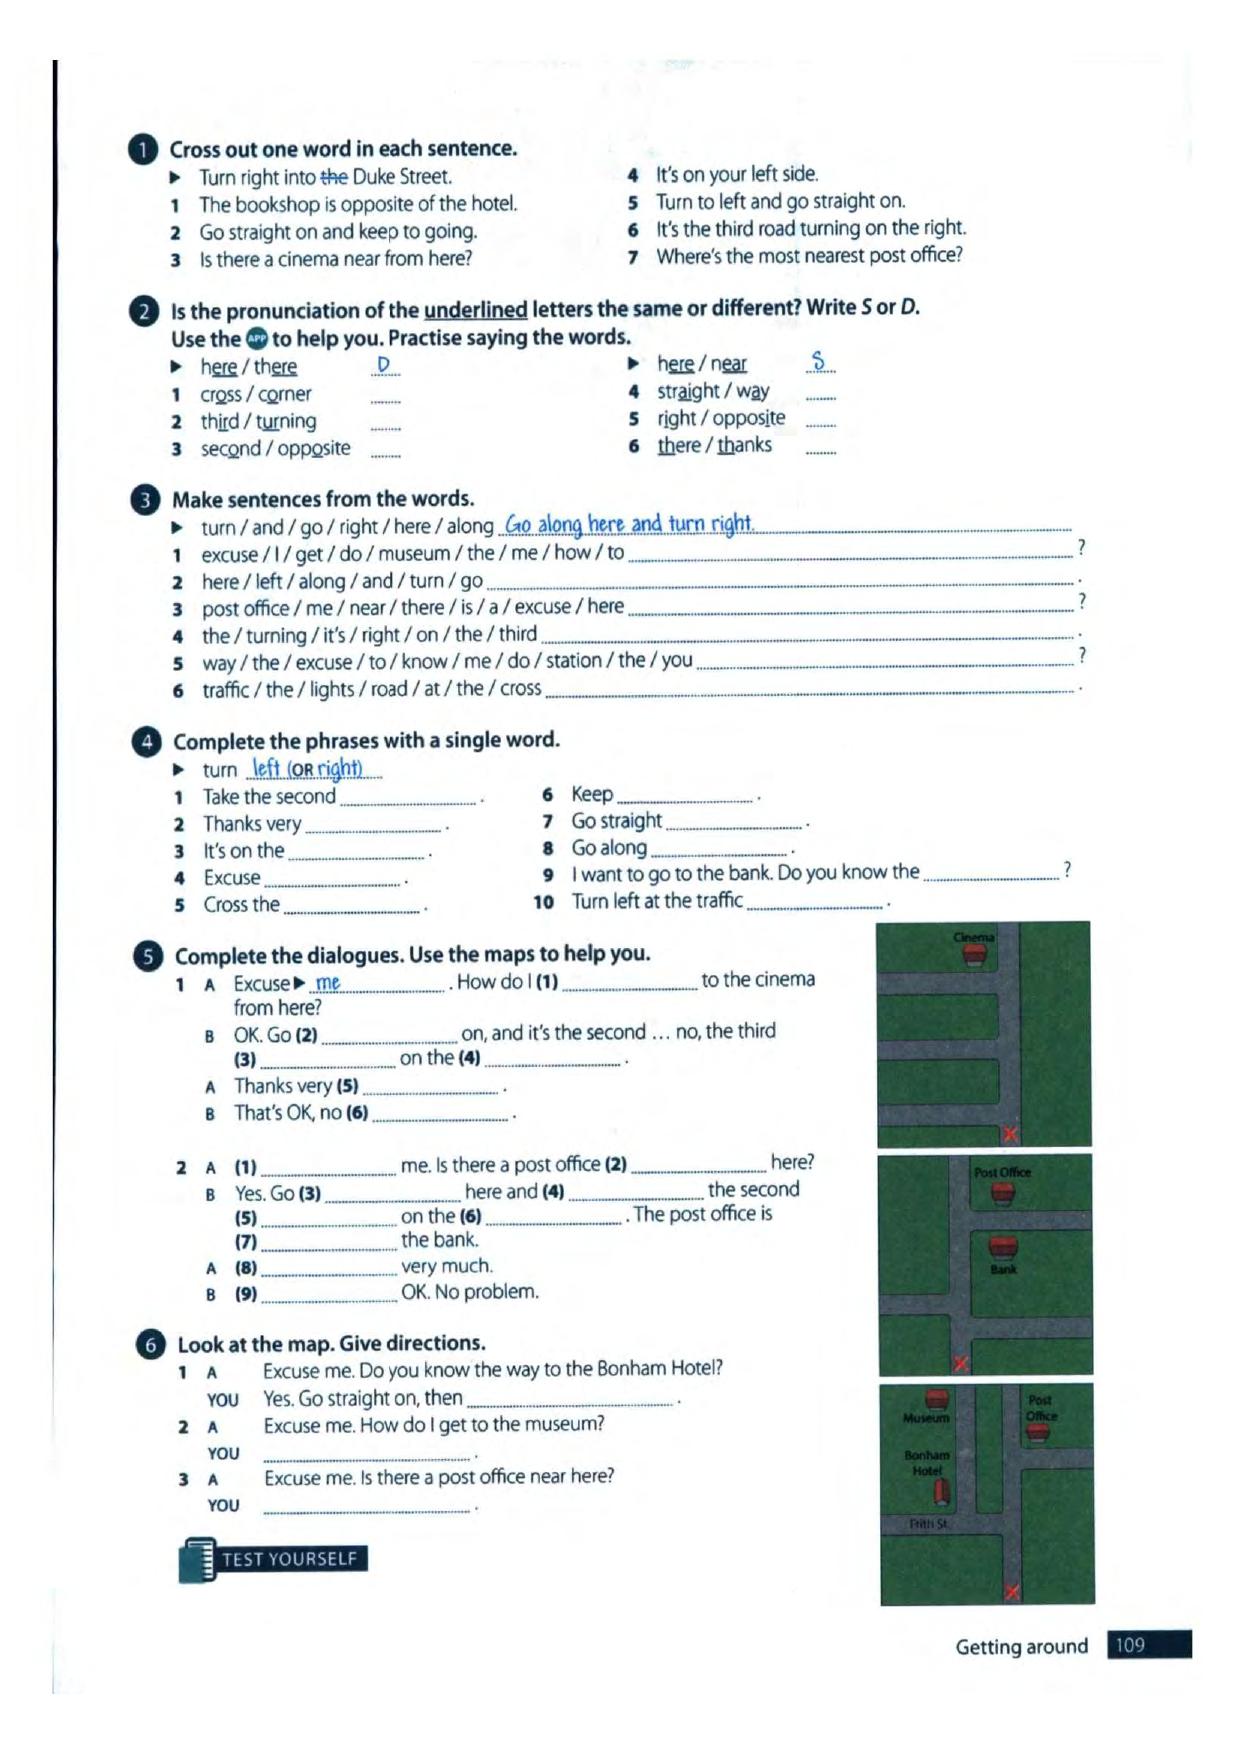 1 Cross out one word in each sentence.
▶ Turn right into the Duke Street.
1 The bookshop is opposite of the hotel.
2 Go straight on and keep to going.
3 Is there a cinema near from here?
4 It's on your left side.
5 Turn to left and go straight on.
6 It's the third road turning on the right.
7 Where's the most nearest post office?
2 Is the pronunciation of the underlined letters the same or different? Write S or D.
Use the APP to help you. Practise saying the words.
▶ here / there D
1 cross / corner
2 third / turning
3 second / opposite
▶ here / near S
4 straight / way
5 right / opposite
6 there / thanks
3 Make sentences from the words.
▶ turn / and / go / right / here / along Go along here and turn right.
1 excuse / I / get / do / museum / the / me / how / to ?
2 here / left / along / and / turn / go .
3 post office / me / near / there / is / a / excuse / here ?
4 the / turning / it's / right / on / the / third .
5 way / the / excuse / to / know / me / do / station / the / you ?
6 traffic / the / lights / road / at / the / cross .
4 Complete the phrases with a single word.
▶ turn left (OR right)
1 Take the second .
2 Thanks very .
3 It's on the .
4 Excuse .
5 Cross the .
6 Keep .
7 Go straight .
8 Go along .
9 I want to go to the bank. Do you know the ?
10 Turn left at the traffic .
5 Complete the dialogues. Use the maps to help you.
1 A Excuse ▶ me . How do I (1) to the cinema
from here?
B OK. Go (2) on, and it's the second ... no, the third
(3) on the (4) .
A Thanks very (5) .
B That's OK, no (6) .
2 A (1) me. Is there a post office (2) here?
B Yes. Go (3) here and (4) the second
(5) on the (6) . The post office is
(7) the bank.
A (8) very much.
B (9) OK. No problem.
Cinema
Post Office
Bank
6 Look at the map. Give directions.
1 A Excuse me. Do you know the way to the Bonham Hotel?
YOU Yes. Go straight on, then .
2 A Excuse me. How do I get to the museum?
YOU .
3 A Excuse me. Is there a post office near here?
YOU .
Museum
Post
Office
Bonham
Hotel
Frith St.
TEST YOURSELF
Getting around 109